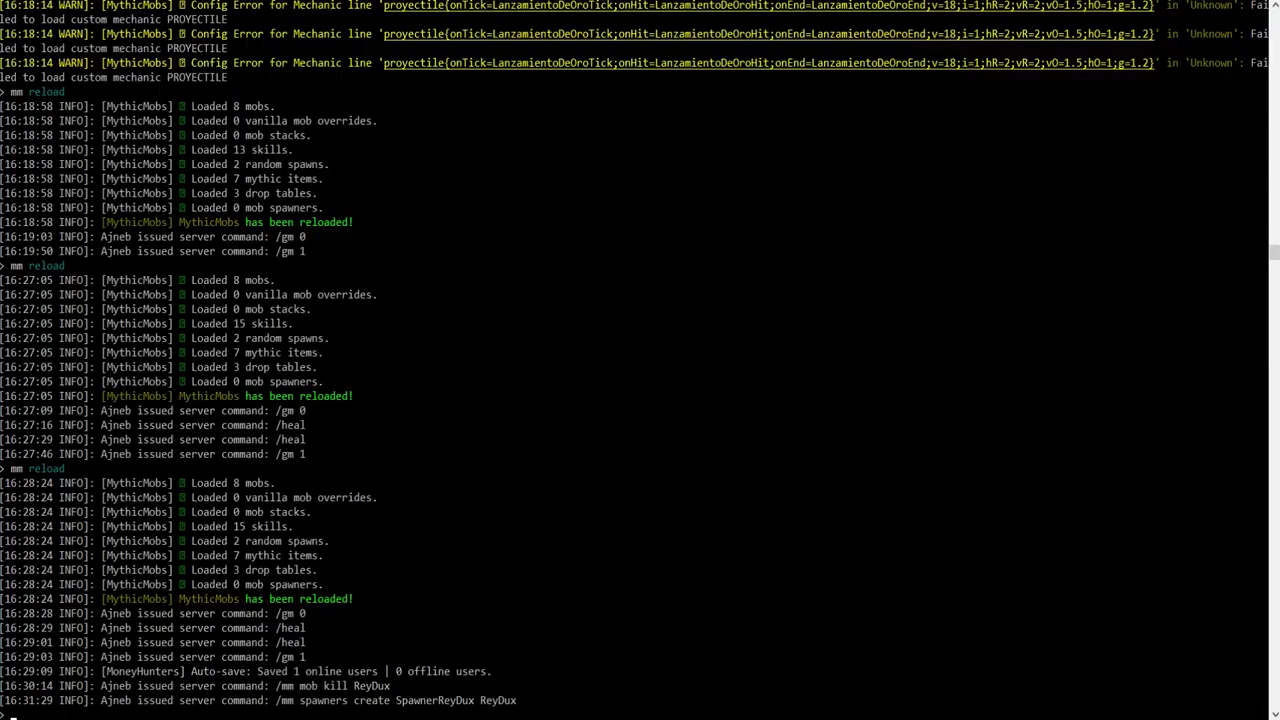 [16:18:14 WARN]: [MythicMobs] Config Error for Mechanic line 'proyectile{onTick=LanzamientoDeOroTick;onHit=LanzamientoDeOroHit;onEnd=LanzamientoDeOroEnd;v=18;i=1;hR=2;vR=2;vO=1.5;hO=1;g=1.2}' in 'Unknown': Fai
led to load custom mechanic PROYECTILE
[16:18:14 WARN]: [MythicMobs] Config Error for Mechanic line 'proyectile{onTick=LanzamientoDeOroTick;onHit=LanzamientoDeOroHit;onEnd=LanzamientoDeOroEnd;v=18;i=1;hR=2;vR=2;vO=1.5;hO=1;g=1.2}' in 'Unknown': Fai
led to load custom mechanic PROYECTILE
[16:18:14 WARN]: [MythicMobs] Config Error for Mechanic line 'proyectile{onTick=LanzamientoDeOroTick;onHit=LanzamientoDeOroHit;onEnd=LanzamientoDeOroEnd;v=18;i=1;hR=2;vR=2;vO=1.5;hO=1;g=1.2}' in 'Unknown': Fai
led to load custom mechanic PROYECTILE
> mm reload
[16:18:58 INFO]: [MythicMobs] Loaded 8 mobs.
[16:18:58 INFO]: [MythicMobs] Loaded 0 vanilla mob overrides.
[16:18:58 INFO]: [MythicMobs] Loaded 0 mob stacks.
[16:18:58 INFO]: [MythicMobs] Loaded 13 skills.
[16:18:58 INFO]: [MythicMobs] Loaded 2 random spawns.
[16:18:58 INFO]: [MythicMobs] Loaded 7 mythic items.
[16:18:58 INFO]: [MythicMobs] Loaded 3 drop tables.
[16:18:58 INFO]: [MythicMobs] Loaded 0 mob spawners.
[16:18:58 INFO]: [MythicMobs] MythicMobs has been reloaded!
[16:19:03 INFO]: Ajneb issued server command: /gm 0
[16:19:50 INFO]: Ajneb issued server command: /gm 1
> mm reload
[16:27:05 INFO]: [MythicMobs] Loaded 8 mobs.
[16:27:05 INFO]: [MythicMobs] Loaded 0 vanilla mob overrides.
[16:27:05 INFO]: [MythicMobs] Loaded 0 mob stacks.
[16:27:05 INFO]: [MythicMobs] Loaded 15 skills.
[16:27:05 INFO]: [MythicMobs] Loaded 2 random spawns.
[16:27:05 INFO]: [MythicMobs] Loaded 7 mythic items.
[16:27:05 INFO]: [MythicMobs] Loaded 3 drop tables.
[16:27:05 INFO]: [MythicMobs] Loaded 0 mob spawners.
[16:27:05 INFO]: [MythicMobs] MythicMobs has been reloaded!
[16:27:09 INFO]: Ajneb issued server command: /gm 0
[16:27:16 INFO]: Ajneb issued server command: /heal
[16:27:29 INFO]: Ajneb issued server command: /heal
[16:27:46 INFO]: Ajneb issued server command: /gm 1
> mm reload
[16:28:24 INFO]: [MythicMobs] Loaded 8 mobs.
[16:28:24 INFO]: [MythicMobs] Loaded 0 vanilla mob overrides.
[16:28:24 INFO]: [MythicMobs] Loaded 0 mob stacks.
[16:28:24 INFO]: [MythicMobs] Loaded 15 skills.
[16:28:24 INFO]: [MythicMobs] Loaded 2 random spawns.
[16:28:24 INFO]: [MythicMobs] Loaded 7 mythic items.
[16:28:24 INFO]: [MythicMobs] Loaded 3 drop tables.
[16:28:24 INFO]: [MythicMobs] Loaded 0 mob spawners.
[16:28:24 INFO]: [MythicMobs] MythicMobs has been reloaded!
[16:28:28 INFO]: Ajneb issued server command: /gm 0
[16:28:29 INFO]: Ajneb issued server command: /heal
[16:29:01 INFO]: Ajneb issued server command: /heal
[16:29:03 INFO]: Ajneb issued server command: /gm 1
[16:29:09 INFO]: [MoneyHunters] Auto-save: Saved 1 online users | 0 offline users.
[16:30:14 INFO]: Ajneb issued server command: /mm mob kill ReyDux
[16:31:29 INFO]: Ajneb issued server command: /mm spawners create SpawnerReyDux ReyDux
>